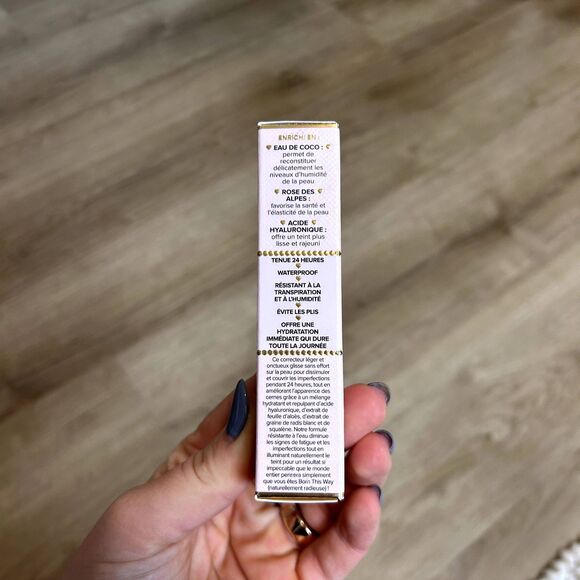 ENRICHI EN :
EAU DE COCO :
permet de
reconstituer
délicatement les
niveaux d'humidité
de la peau
ROSE DES
ALPES :
favorise la santé et
l'élasticité de la peau
ACIDE
HYALURONIQUE :
offre un teint plus
lisse et rajeuni
TENUE 24 HEURES
WATERPROOF
RÉSISTANT À LA
TRANSPIRATION
ET À L'HUMIDITÉ
ÉVITE LES PLIS
OFFRE UNE
HYDRATATION
IMMÉDIATE QUI DURE
TOUTE LA JOURNÉE
Ce correcteur léger et
onctueux glisse sans effort
sur la peau pour dissimuler
et couvrir les imperfections
pendant 24 heures, tout en
améliorant l'apparence des
cernes grâce à un mélange
hydratant et repulpant d'acide
hyaluronique, d'extrait de
feuille d'aloès, d'extrait de
graine de radis blanc et de
squalène. Notre formule
résistante à l'eau diminue
les signes de fatigue et les
imperfections tout en
illuminant naturellement le
teint pour un résultat si
impeccable que le monde
entier pensera simplement
que vous êtes Born This Way
(naturellement radieuse) !